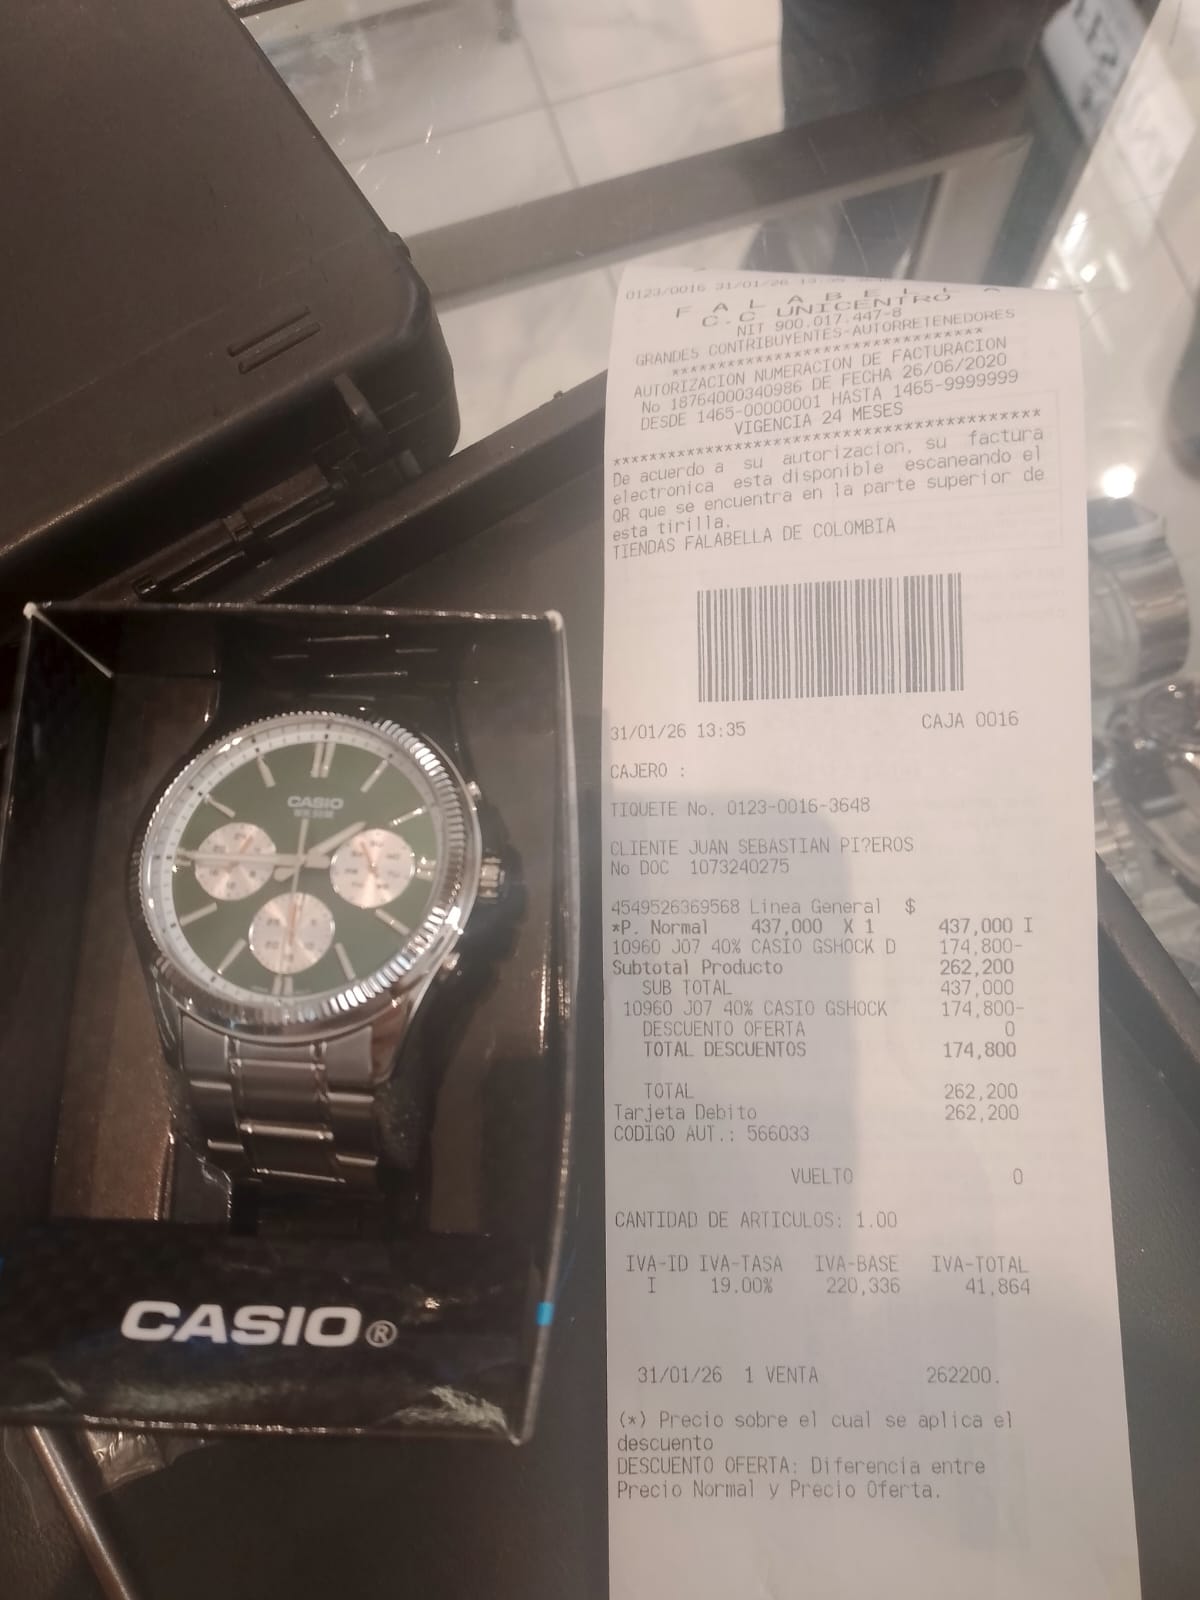 0123/0016 31/01/26 13:35
F A L A B E L L A
C.C UNICENTRO
NIT 900.017.447-8
GRANDES CONTRIBUYENTES-AUTORRETENEDORES
AUTORIZACION NUMERACION DE FACTURACION
No 18764000340986 DE FECHA 26/06/2020
DESDE 1465-00000001 HASTA 1465-9999999
VIGENCIA 24 MESES
De acuerdo a su autorizacion, su factura
electronica esta disponible escaneando el
QR que se encuentra en la parte superior de
esta tirilla.
TIENDAS FALABELLA DE COLOMBIA
31/01/26 13:35 CAJA 0016
CAJERO :
TIQUETE No. 0123-0016-3648
CLIENTE JUAN SEBASTIAN PI?EROS
No DOC 1073240275
4549526369568 Linea General $
*P. Normal 437,000 X 1 437,000 I
10960 J07 40% CASIO GSHOCK D 174,800-
Subtotal Producto 262,200
SUB TOTAL 437,000
10960 J07 40% CASIO GSHOCK 174,800-
DESCUENTO OFERTA 0
TOTAL DESCUENTOS 174,800
TOTAL 262,200
Tarjeta Debito 262,200
CODIGO AUT.: 566033
VUELTO 0
CANTIDAD DE ARTICULOS: 1.00
IVA-ID IVA-TASA IVA-BASE IVA-TOTAL
I 19.00% 220,336 41,864
31/01/26 1 VENTA 262200.
(*) Precio sobre el cual se aplica el
descuento
DESCUENTO OFERTA: Diferencia entre
Precio Normal y Precio Oferta.
CASIO
CASIO®